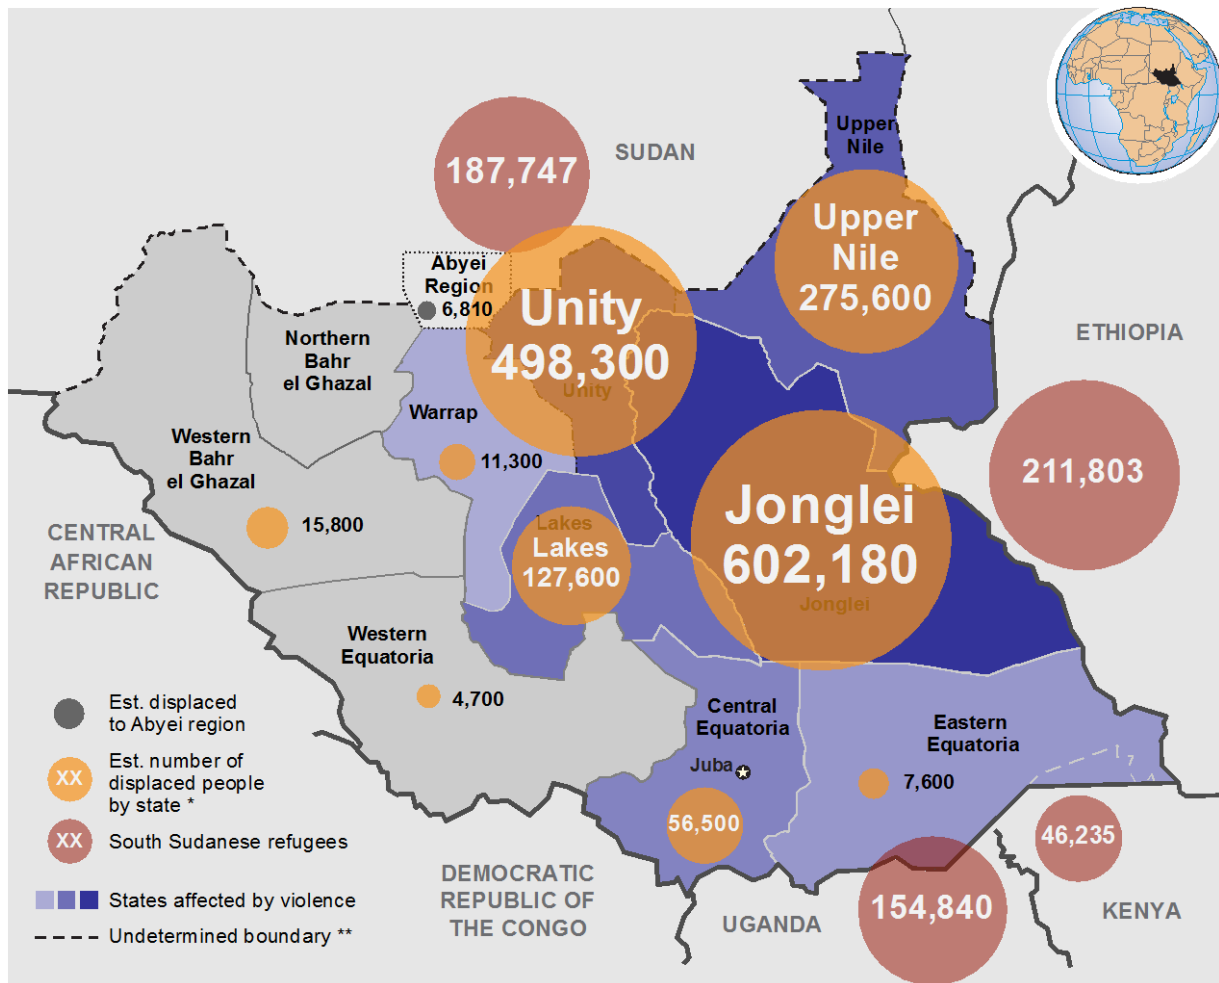 Upper
Nile
SUDAN
187,747
Upper
Nile
275,600
Abyei
Region
6,810
Unity
498,300
Unity
ETHIOPIA
Northern
Bahr
el Ghazal
Warrap
11,300
Western
Bahr
el Ghazal
15,800
211,803
Jonglei
602,180
Jonglei
Lakes
Lakes
127,600
CENTRAL
AFRICAN
REPUBLIC
Western
Equatoria
4,700
Central
Equatoria
Juba
56,500
Eastern
Equatoria
7,600
46,235
154,840
KENYA
UGANDA
DEMOCRATIC
REPUBLIC OF
THE CONGO
Est. displaced
to Abyei region
XX
Est. number of
displaced people
by state *
XX
South Sudanese refugees
States affected by violence
Undetermined boundary **
7